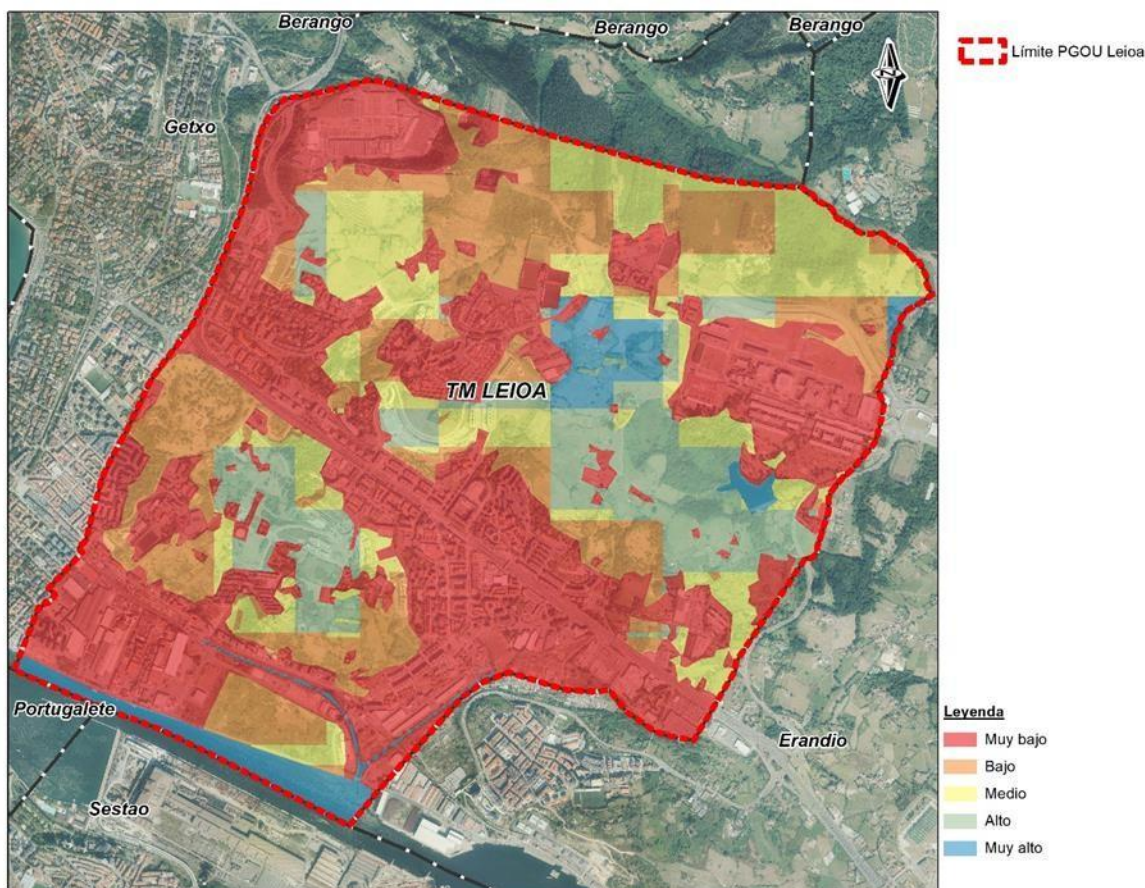 Berango
Berango
Berango
Límite PGOU Leioa
Getxo
N
TM LEIOA
Portugalete
Erandio
Sestao
Leyenda
Muy bajo
Bajo
Medio
Alto
Muy alto